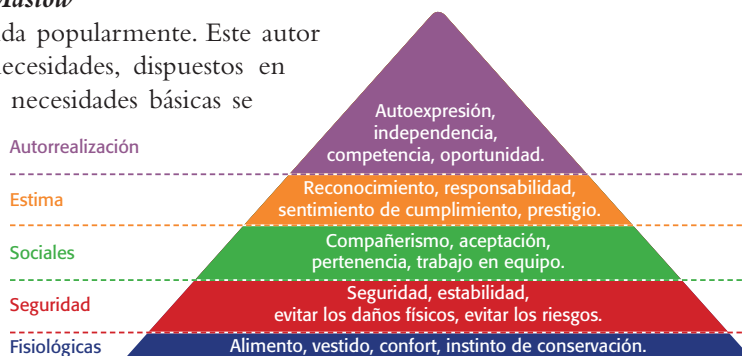 Maslow
da popularmente. Este autor
ecesidades, dispuestos en
necesidades básicas se
Autorrealización
Autoexpresión,
independencia,
competencia, oportunidad.
Estima
Reconocimiento, responsabilidad,
sentimiento de cumplimiento, prestigio.
Sociales
Compañerismo, aceptación,
pertenencia, trabajo en equipo.
Seguridad
Seguridad, estabilidad,
evitar los daños físicos, evitar los riesgos.
Fisiológicas
Alimento, vestido, confort, instinto de conservación.